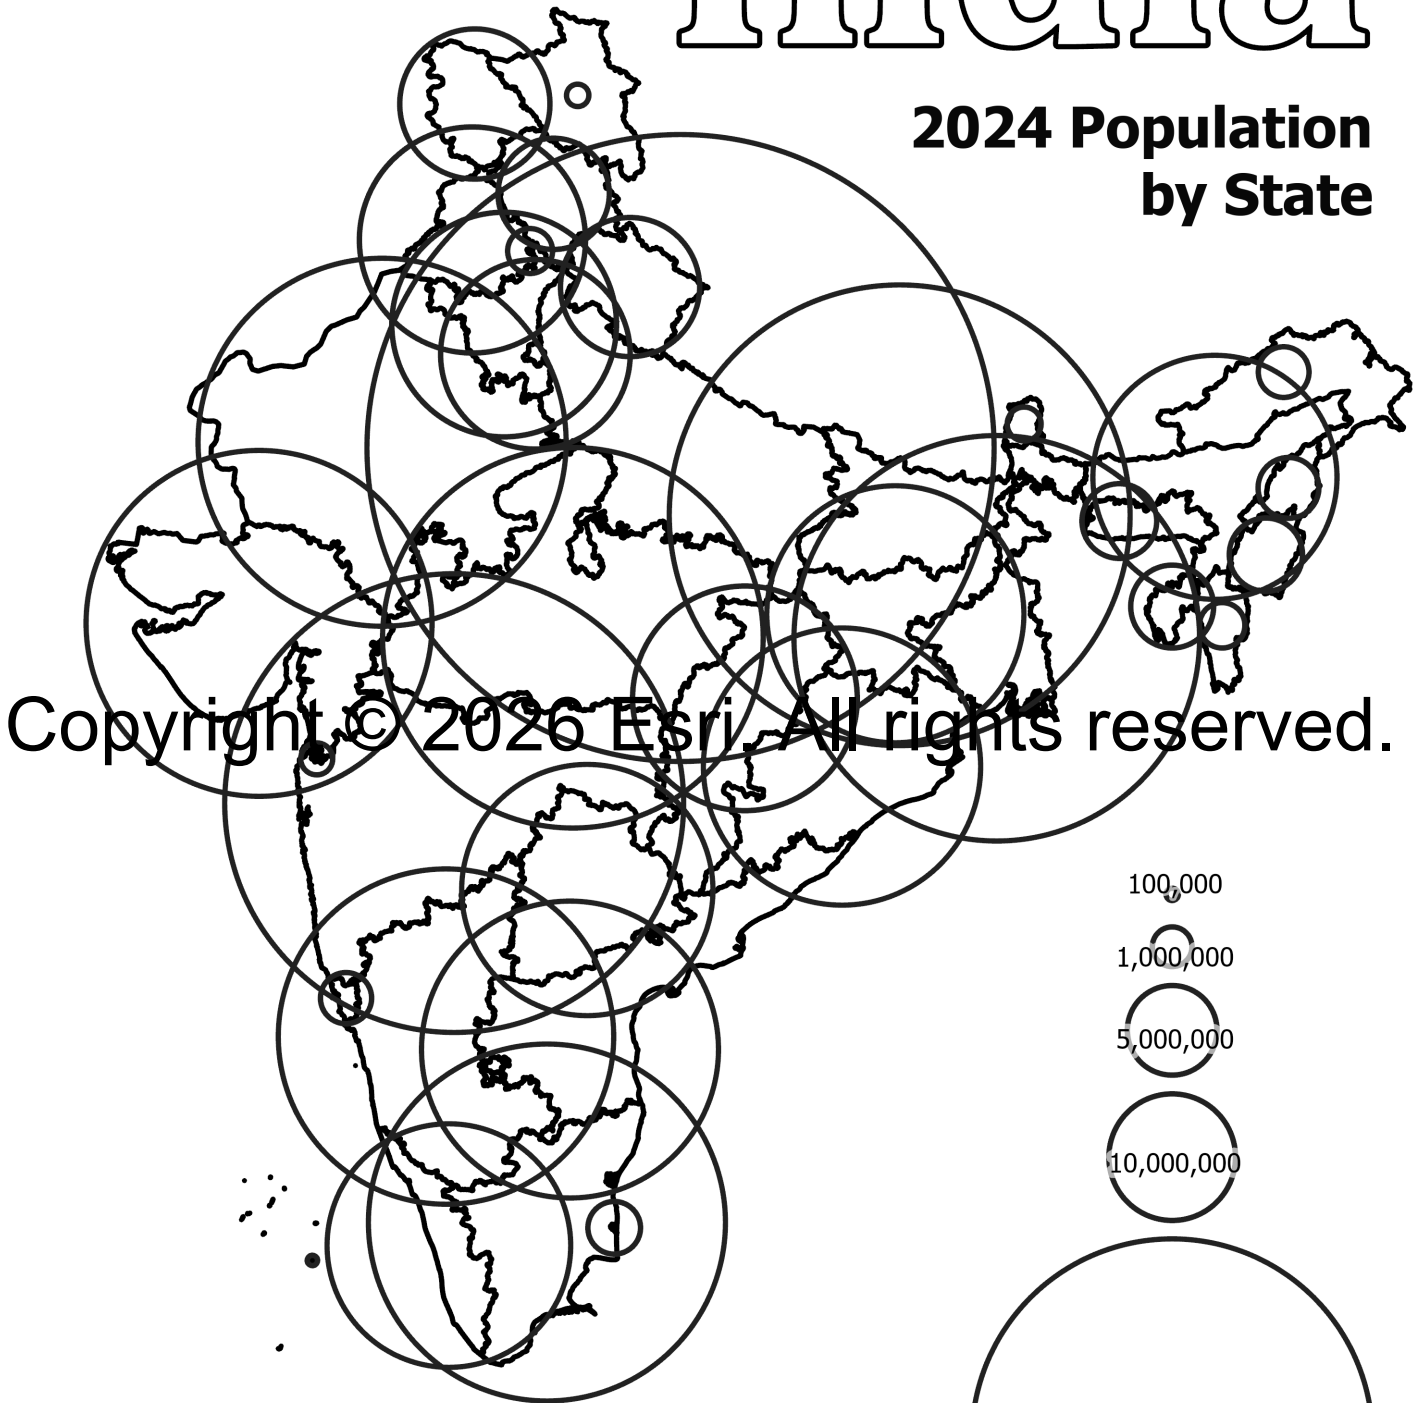 India
2024 Population
by State
Copyright © 2026 Esri. All rights reserved.
100,000
1,000,000
5,000,000
10,000,000